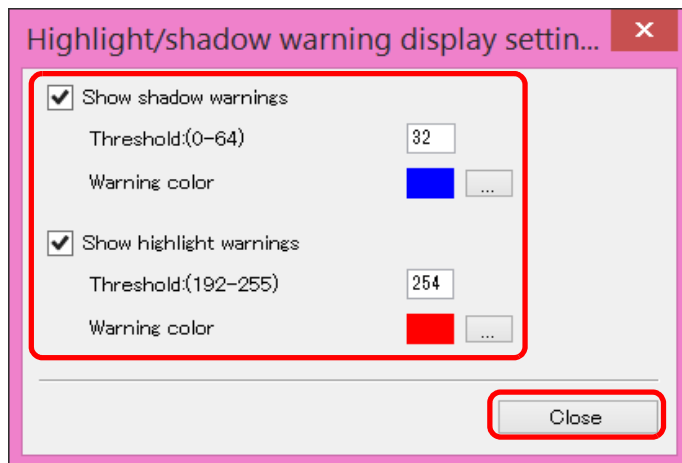 Highlight/shadow warning display settin...
Show shadow warnings
Threshold:(0-64) 32
Warning color ...
Show highlight warnings
Threshold:(192-255) 254
Warning color ...
Close